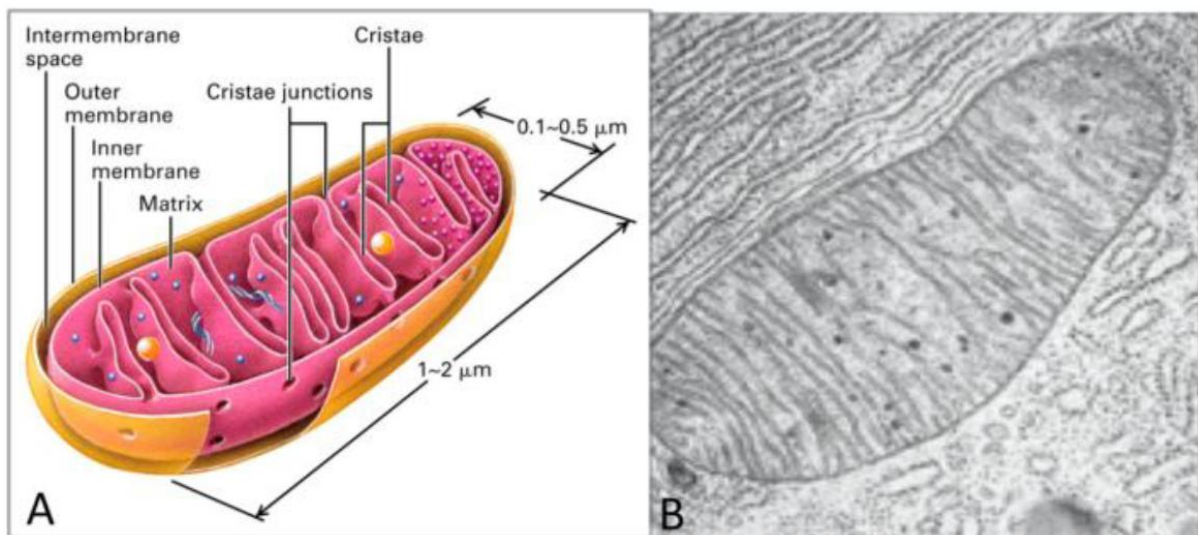 Intermembrane
space
Outer
membrane
Inner
membrane
Matrix
Cristae junctions
Cristae
0.1~0.5 μm
1~2 μm
A
B